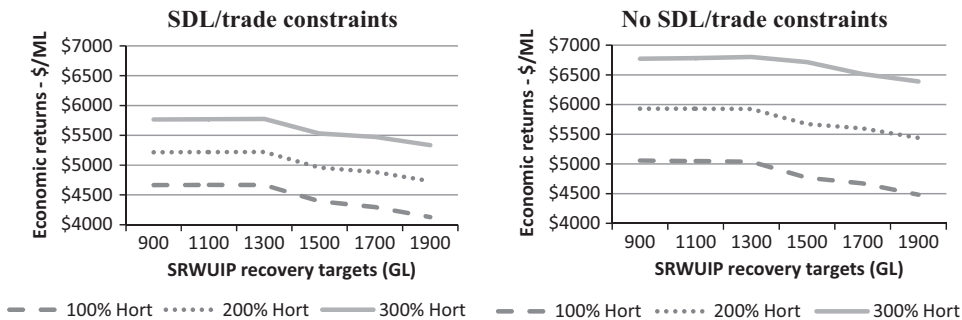 SDL/trade constraints
Economic returns - $/ML
$7000
$6500
$6000
$5500
$5000
$4500
$4000
900 1100 1300 1500 1700 1900
SRWUIP recovery targets (GL)
100% Hort 200% Hort 300% Hort
No SDL/trade constraints
Economic returns - $/ML
$7000
$6500
$6000
$5500
$5000
$4500
$4000
900 1100 1300 1500 1700 1900
SRWUIP recovery targets (GL)
100% Hort 200% Hort 300% Hort